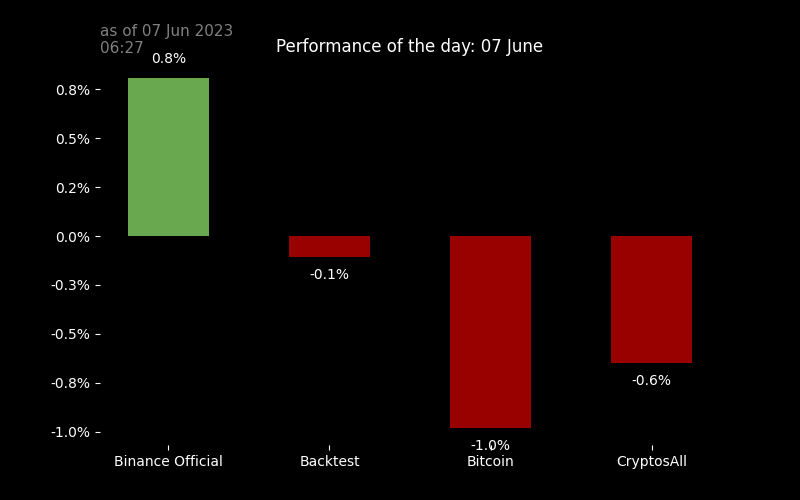 as of 07 Jun 2023
06:27
Performance of the day: 07 June
0.8%
0.8%
0.5%
0.2%
0.0%
-0.3%
-0.5%
-0.8%
-1.0%
-0.1%
-1.0%
-0.6%
Binance Official
Backtest
Bitcoin
CryptosAll